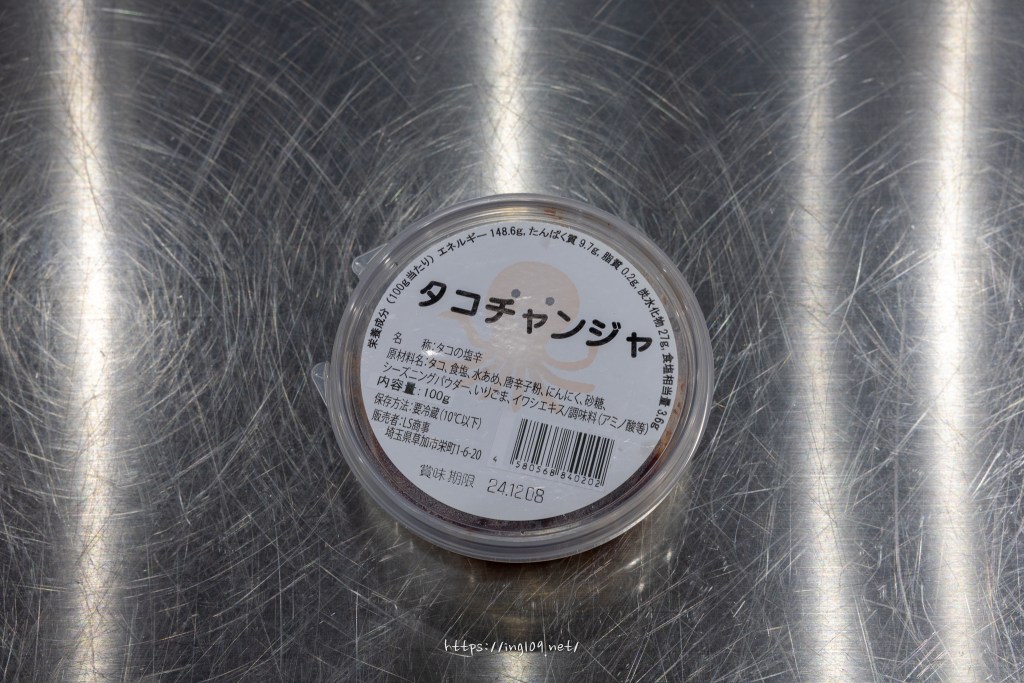 栄養成分(100g当たり) エネルギー 148.6g, たんぱく質 9.7g, 脂質 0.2g, 炭水化物 27g, 食塩相当量 3.6g
タコチャンジャ
名　称:タコの塩辛
原材料名:タコ、食塩、水あめ、唐辛子粉、にんにく、砂糖、
シーズニングパウダー、いりごま、イワシエキス/調味料(アミノ酸等)
内容量:100g
保存方法:要冷蔵(10℃以下)
販売者:LS商事
埼玉県草加市栄町1-6-20
4 580568 840202
賞味期限 24.12.08
https://ing109.net/